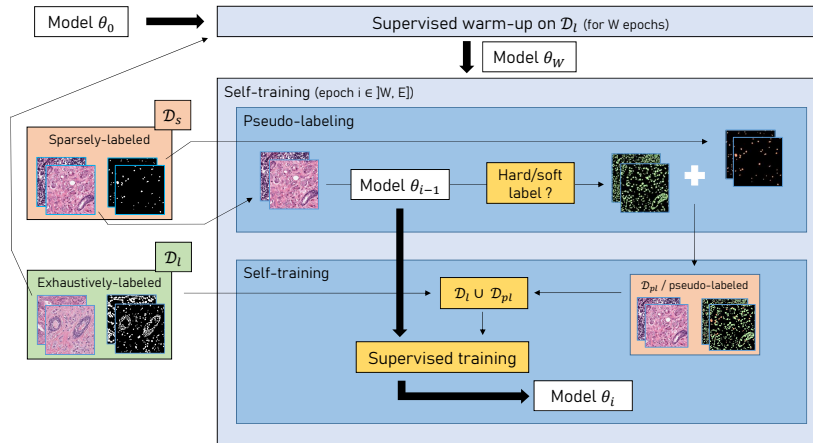 Model θ₀
Supervised warm-up on 𝒟ₗ (for W epochs)
Model θ_W
Self-training (epoch i ∈ ]W, E])
Pseudo-labeling
𝒟ₛ
Sparsely-labeled
Model θᵢ₋₁
Hard/soft
label ?
𝒟ₗ
Exhaustively-labeled
Self-training
𝒟ₗ ∪ 𝒟ₚₗ
𝒟ₚₗ / pseudo-labeled
Supervised training
Model θᵢ